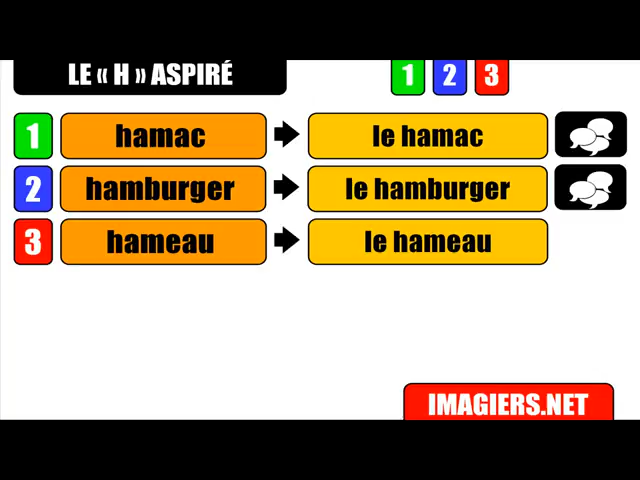 LE « H » ASPIRÉ
1 2 3
1 hamac le hamac
2 hamburger le hamburger
3 hameau le hameau
IMAGIERS.NET